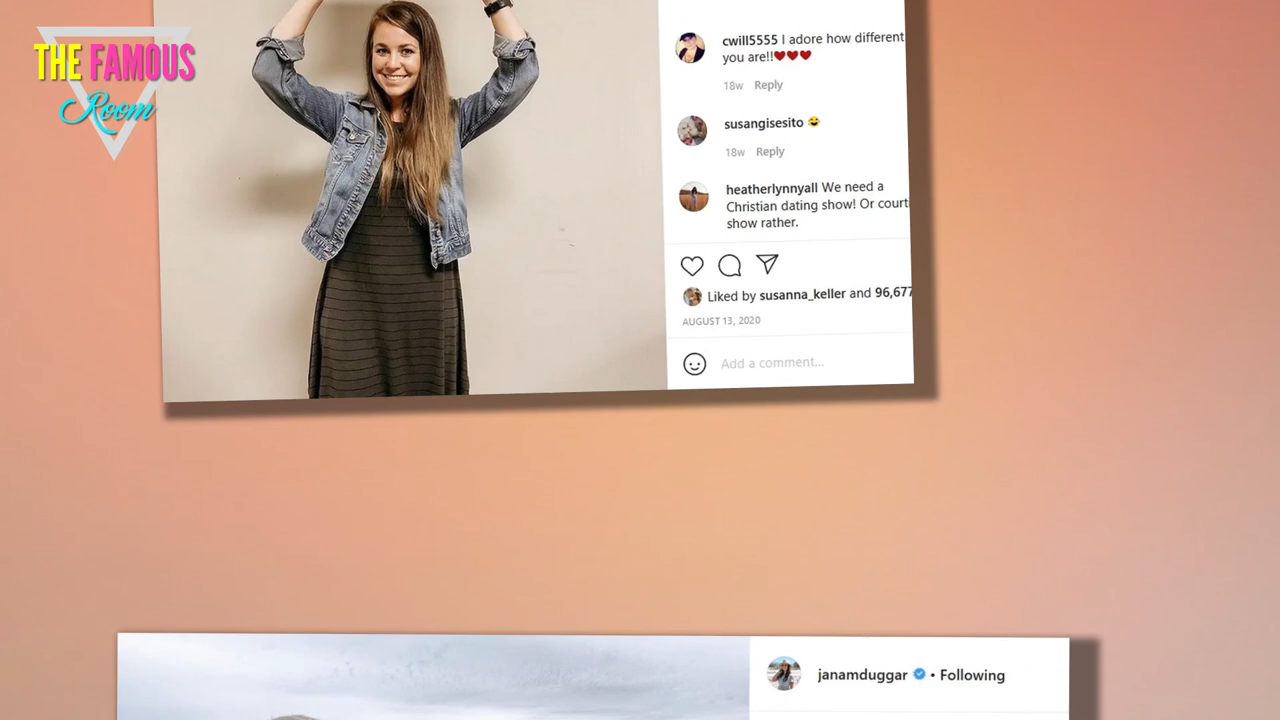 THE FAMOUS
Room
cwill5555 I adore how different
you are!!❤❤❤
18w Reply
susangisesito 😂
18w Reply
heatherlynnyall We need a
Christian dating show! Or court
show rather.
Liked by susanna_keller and 96,677
AUGUST 13, 2020
Add a comment...
janamduggar • Following